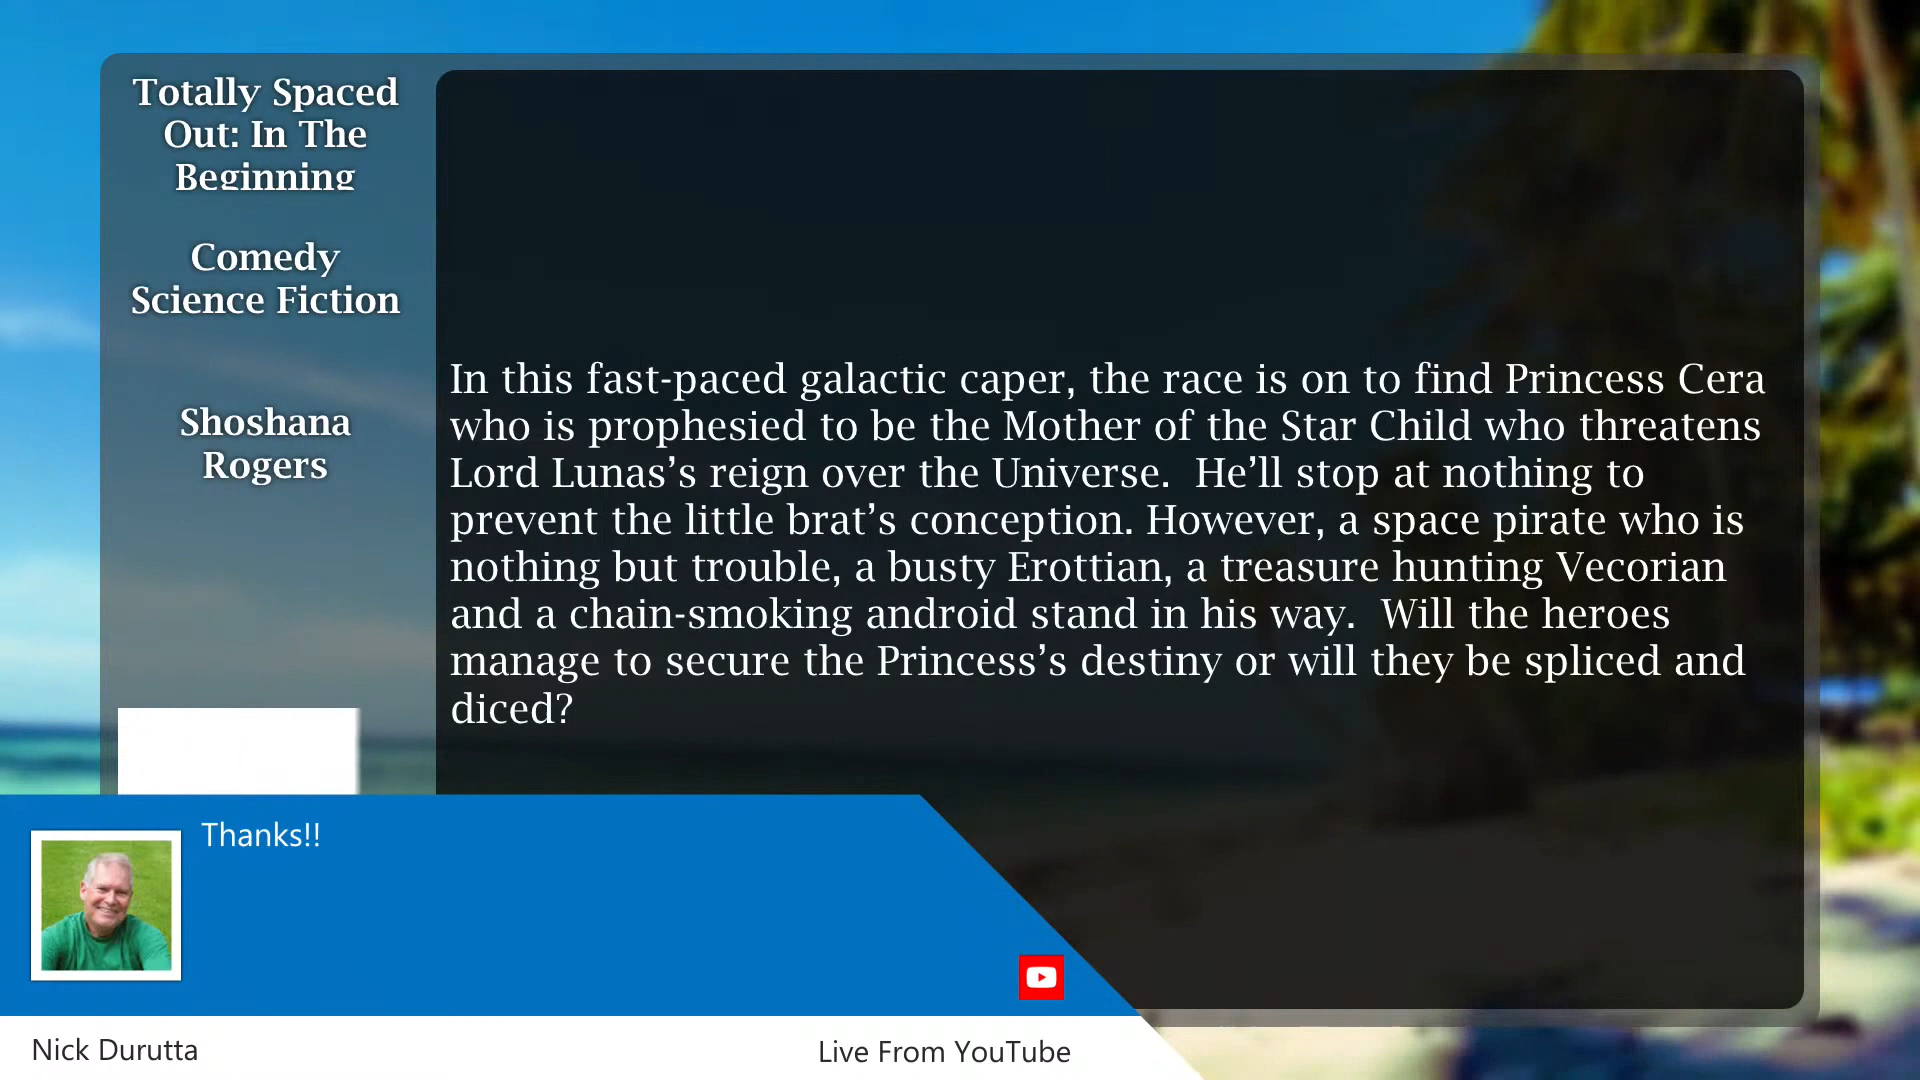 Totally Spaced
Out: In The
Beginning
Comedy
Science Fiction
Shoshana
Rogers
In this fast-paced galactic caper, the race is on to find Princess Cera
who is prophesied to be the Mother of the Star Child who threatens
Lord Lunas’s reign over the Universe.  He’ll stop at nothing to
prevent the little brat’s conception. However, a space pirate who is
nothing but trouble, a busty Erottian, a treasure hunting Vecorian
and a chain-smoking android stand in his way.  Will the heroes
manage to secure the Princess’s destiny or will they be spliced and
diced?
Thanks!!
Nick Durutta
Live From YouTube